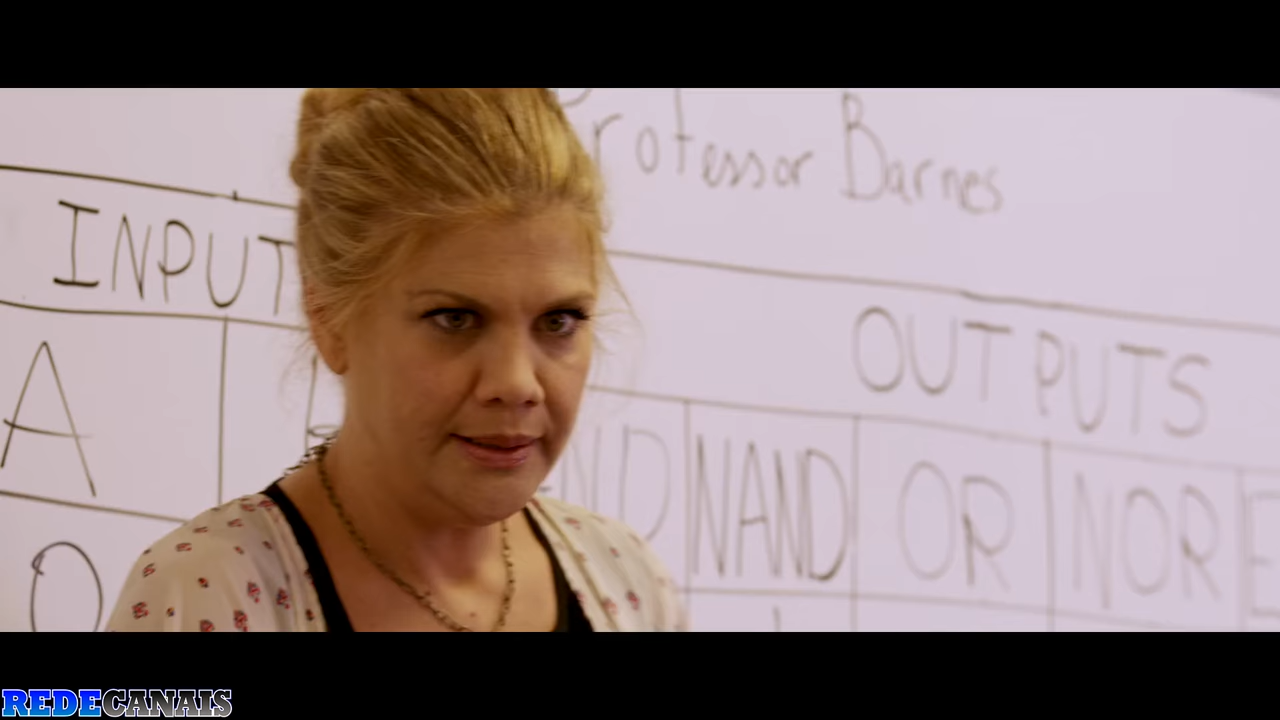 Professor Barnes
INPUT
OUTPUTS
A
NAND OR NOR
0
REDECANAIS